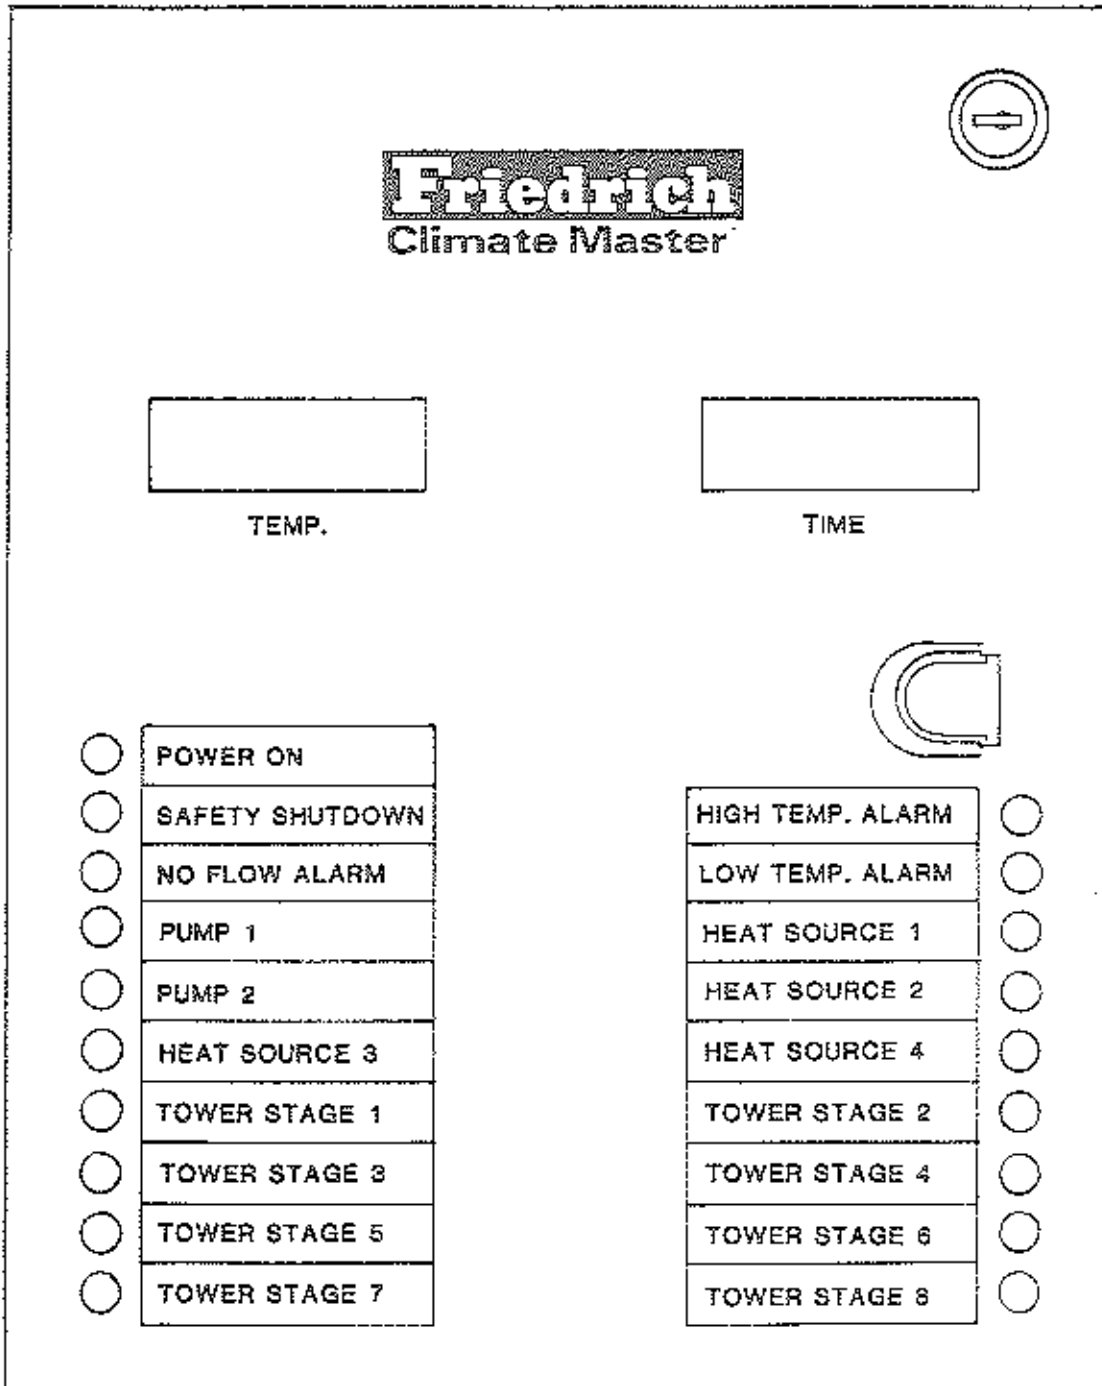 Friedrich
Climate Master
TEMP.
TIME
POWER ON
SAFETY SHUTDOWN
NO FLOW ALARM
PUMP 1
PUMP 2
HEAT SOURCE 3
TOWER STAGE 1
TOWER STAGE 3
TOWER STAGE 5
TOWER STAGE 7
HIGH TEMP. ALARM
LOW TEMP. ALARM
HEAT SOURCE 1
HEAT SOURCE 2
HEAT SOURCE 4
TOWER STAGE 2
TOWER STAGE 4
TOWER STAGE 6
TOWER STAGE 8